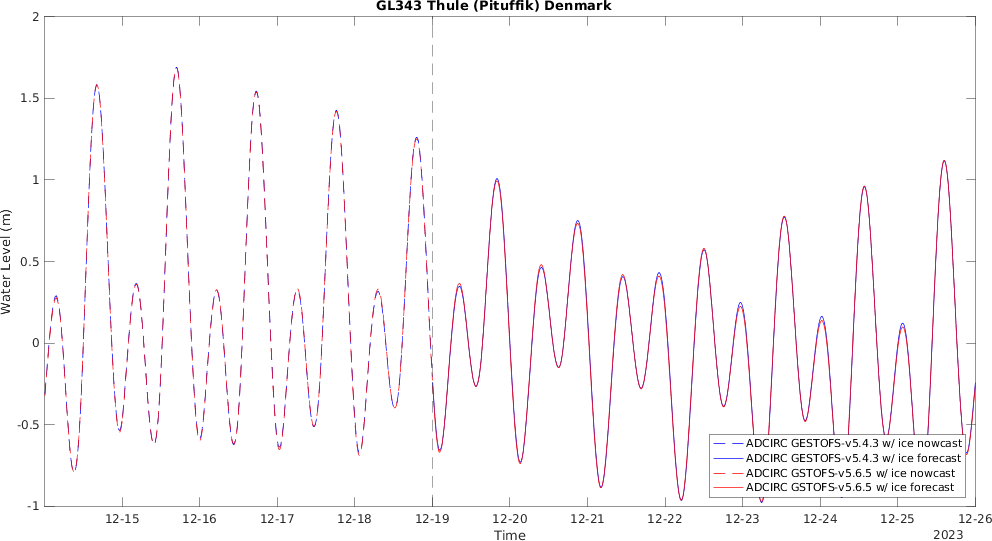 GL343 Thule (Pituffik) Denmark
2
1.5
1
0.5
0
-0.5
-1
Water Level (m)
ADCIRC GESTOFS-v5.4.3 w/ ice nowcast
ADCIRC GESTOFS-v5.4.3 w/ ice forecast
ADCIRC GSTOFS-v5.6.5 w/ ice nowcast
ADCIRC GSTOFS-v5.6.5 w/ ice forecast
12-15 12-16 12-17 12-18 12-19 12-20 12-21 12-22 12-23 12-24 12-25 12-26
Time
2023